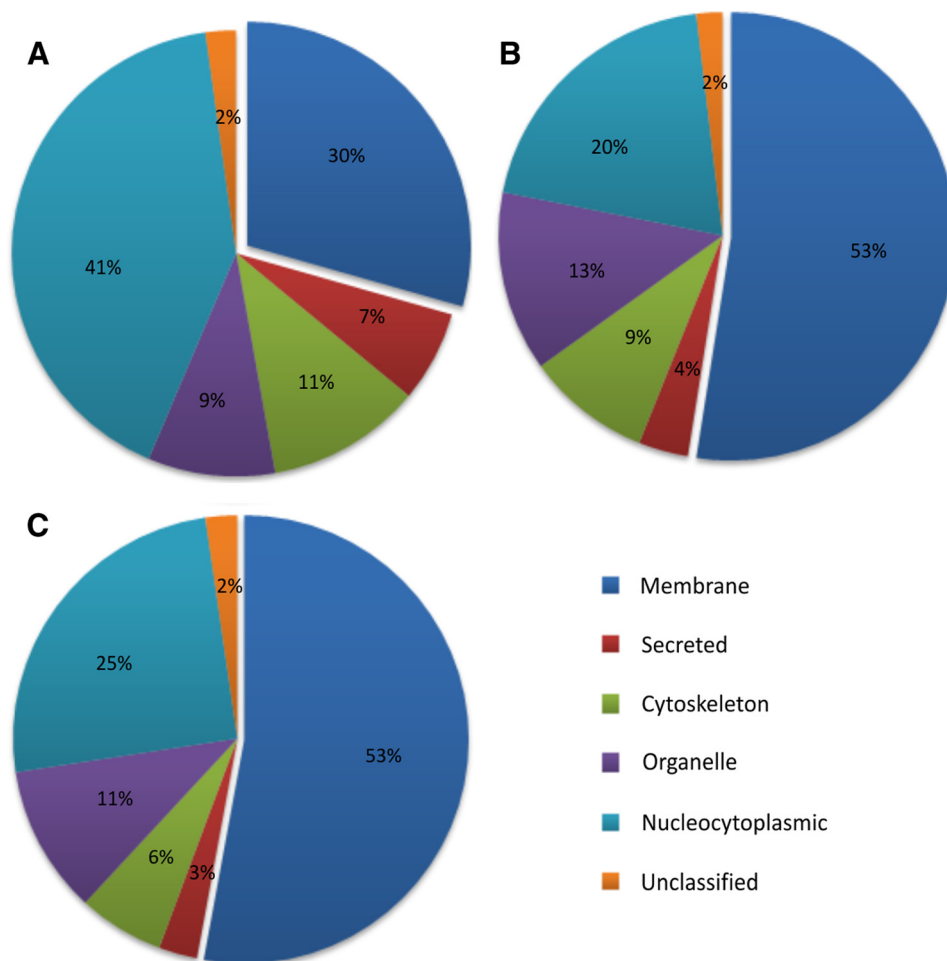 A
2%
30%
41%
7%
11%
9%
B
2%
20%
53%
13%
9%
4%
C
2%
25%
53%
11%
6%
3%
Membrane
Secreted
Cytoskeleton
Organelle
Nucleocytoplasmic
Unclassified